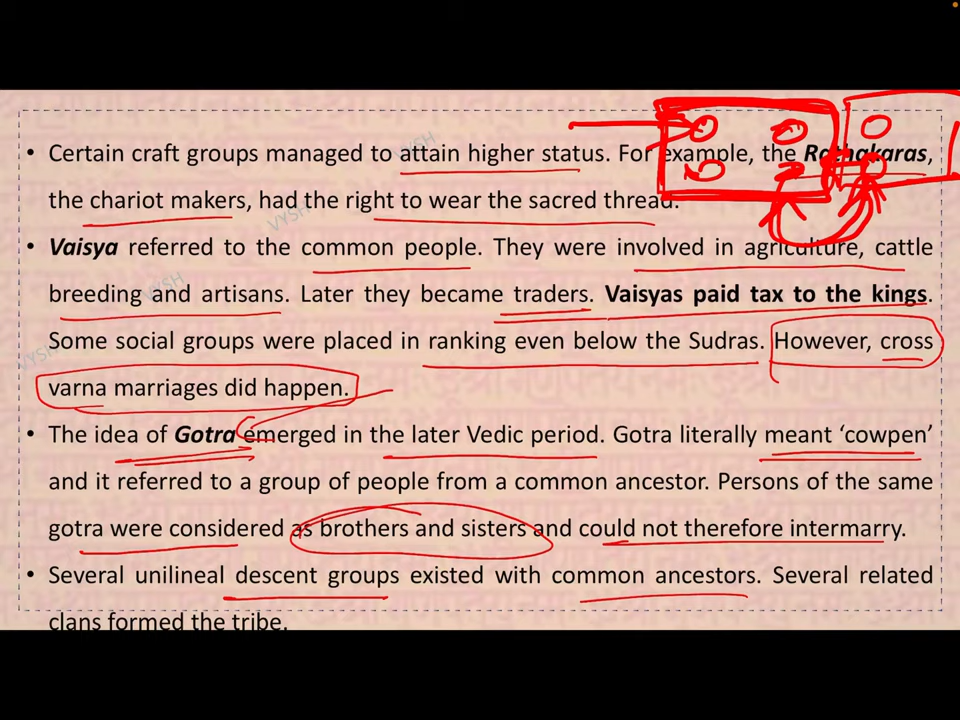 • Certain craft groups managed to attain higher status. For example, the Rathakaras,
the chariot makers, had the right to wear the sacred thread.
• Vaisya referred to the common people. They were involved in agriculture, cattle
breeding and artisans. Later they became traders. Vaisyas paid tax to the kings.
Some social groups were placed in ranking even below the Sudras. However, cross
varna marriages did happen.
• The idea of Gotra emerged in the later Vedic period. Gotra literally meant ‘cowpen’
and it referred to a group of people from a common ancestor. Persons of the same
gotra were considered as brothers and sisters and could not therefore intermarry.
• Several unilineal descent groups existed with common ancestors. Several related
clans formed the tribe.